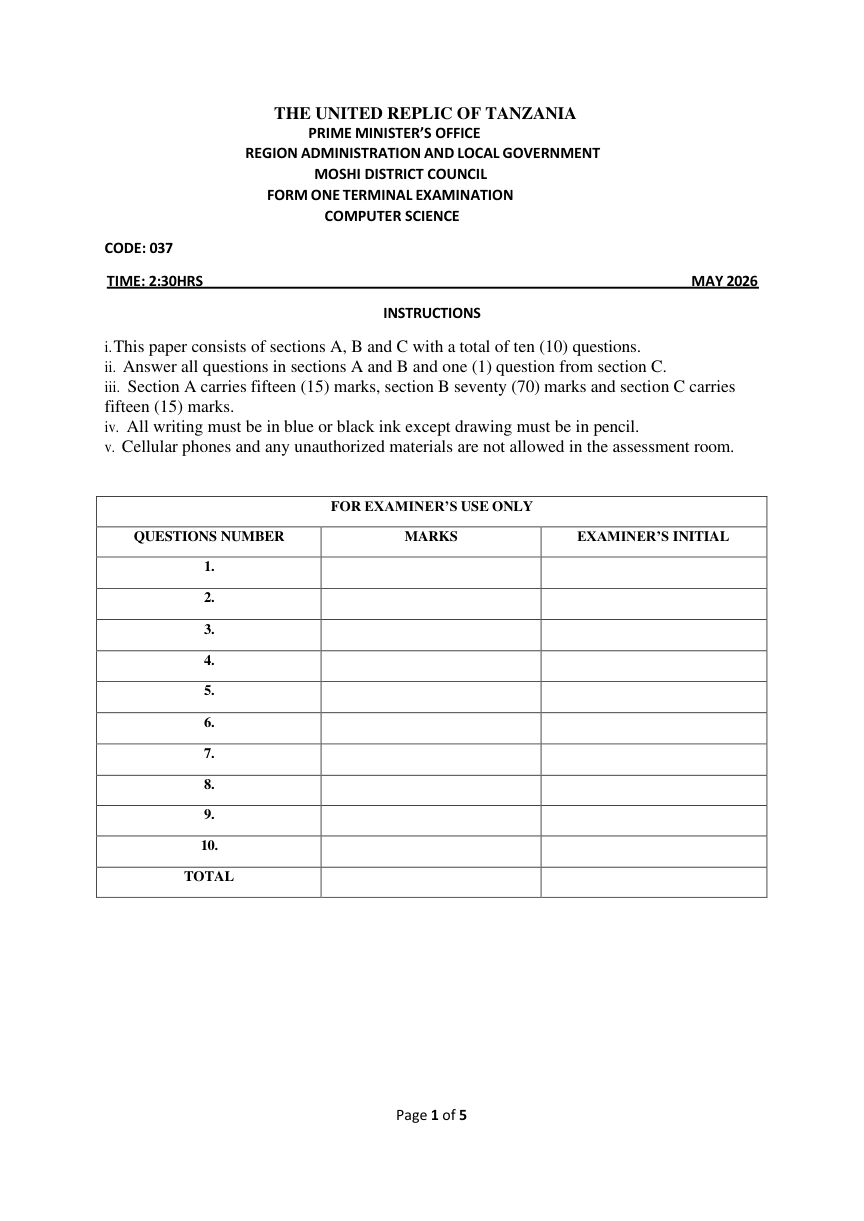 THE UNITED REPLIC OF TANZANIA
PRIME MINISTER’S OFFICE
REGION ADMINISTRATION AND LOCAL GOVERNMENT
MOSHI DISTRICT COUNCIL
FORM ONE TERMINAL EXAMINATION
COMPUTER SCIENCE
CODE: 037
TIME: 2:30HRS MAY 2026
INSTRUCTIONS
i.This paper consists of sections A, B and C with a total of ten (10) questions.
ii. Answer all questions in sections A and B and one (1) question from section C.
iii. Section A carries fifteen (15) marks, section B seventy (70) marks and section C carries
fifteen (15) marks.
iv. All writing must be in blue or black ink except drawing must be in pencil.
v. Cellular phones and any unauthorized materials are not allowed in the assessment room.
FOR EXAMINER’S USE ONLY
QUESTIONS NUMBER MARKS EXAMINER’S INITIAL
1.
2.
3.
4.
5.
6.
7.
8.
9.
10.
TOTAL
Page 1 of 5